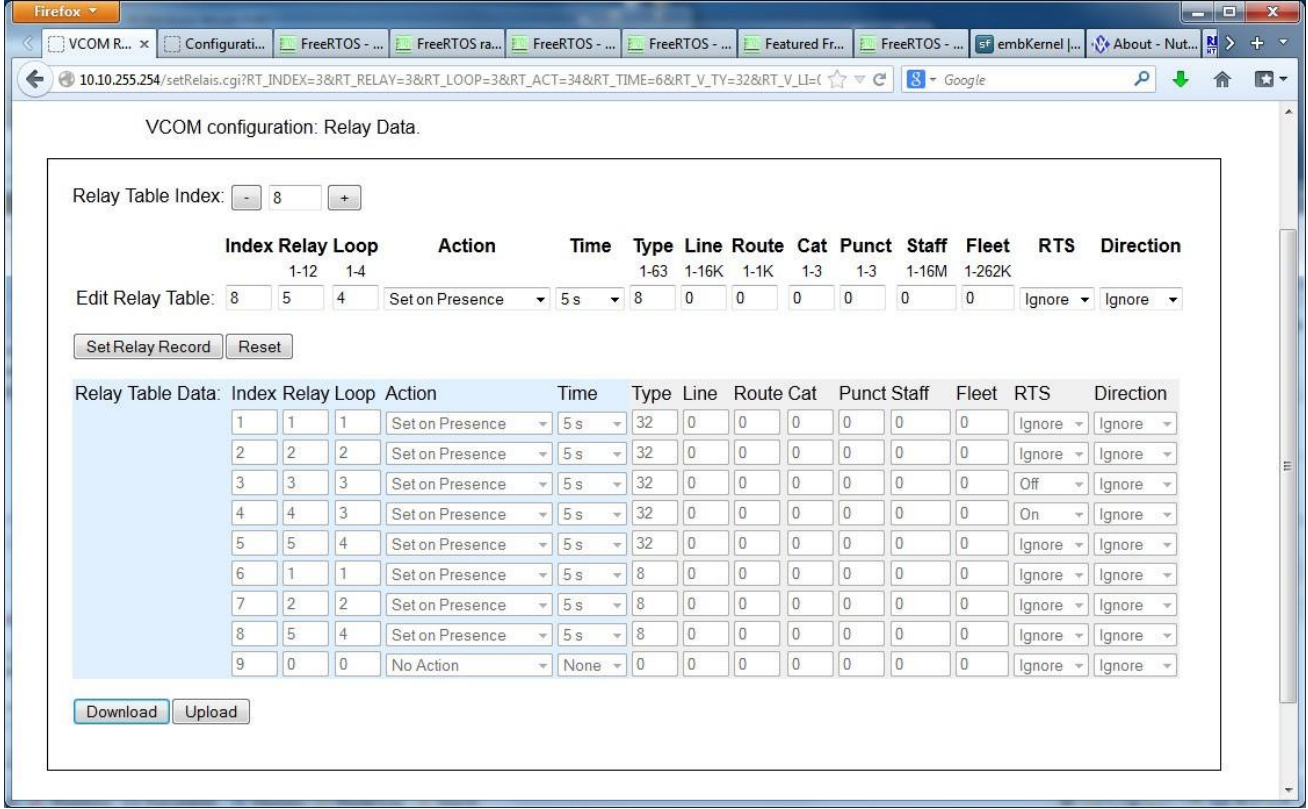 Firefox
VCOM R... × Configurati... FreeRTOS - ... FreeRTOS ra... FreeRTOS - ... FreeRTOS - ... Featured Fr... FreeRTOS - ... sf embKernel |... About - Nut...
10.10.255.254/setRelais.cgi?RT_INDEX=3&RT_RELAY=3&RT_LOOP=3&RT_ACT=34&RT_TIME=6&RT_V_TY=32&RT_V_LI=( 8 Google
VCOM configuration: Relay Data.
Relay Table Index: - 8 +
Index Relay Loop Action Time Type Line Route Cat Punct Staff Fleet RTS Direction
1-12 1-4 1-63 1-16K 1-1K 1-3 1-3 1-16M 1-262K
Edit Relay Table: 8 5 4 Set on Presence 5 s 8 0 0 0 0 0 0 Ignore Ignore
Set Relay Record Reset
Relay Table Data: Index Relay Loop Action Time Type Line Route Cat Punct Staff Fleet RTS Direction
1 1 1 Set on Presence 5 s 32 0 0 0 0 0 0 Ignore Ignore
2 2 2 Set on Presence 5 s 32 0 0 0 0 0 0 Ignore Ignore
3 3 3 Set on Presence 5 s 32 0 0 0 0 0 0 Off Ignore
4 4 3 Set on Presence 5 s 32 0 0 0 0 0 0 On Ignore
5 5 4 Set on Presence 5 s 32 0 0 0 0 0 0 Ignore Ignore
6 1 1 Set on Presence 5 s 8 0 0 0 0 0 0 Ignore Ignore
7 2 2 Set on Presence 5 s 8 0 0 0 0 0 0 Ignore Ignore
8 5 4 Set on Presence 5 s 8 0 0 0 0 0 0 Ignore Ignore
9 0 0 No Action None 0 0 0 0 0 0 0 Ignore Ignore
Download Upload